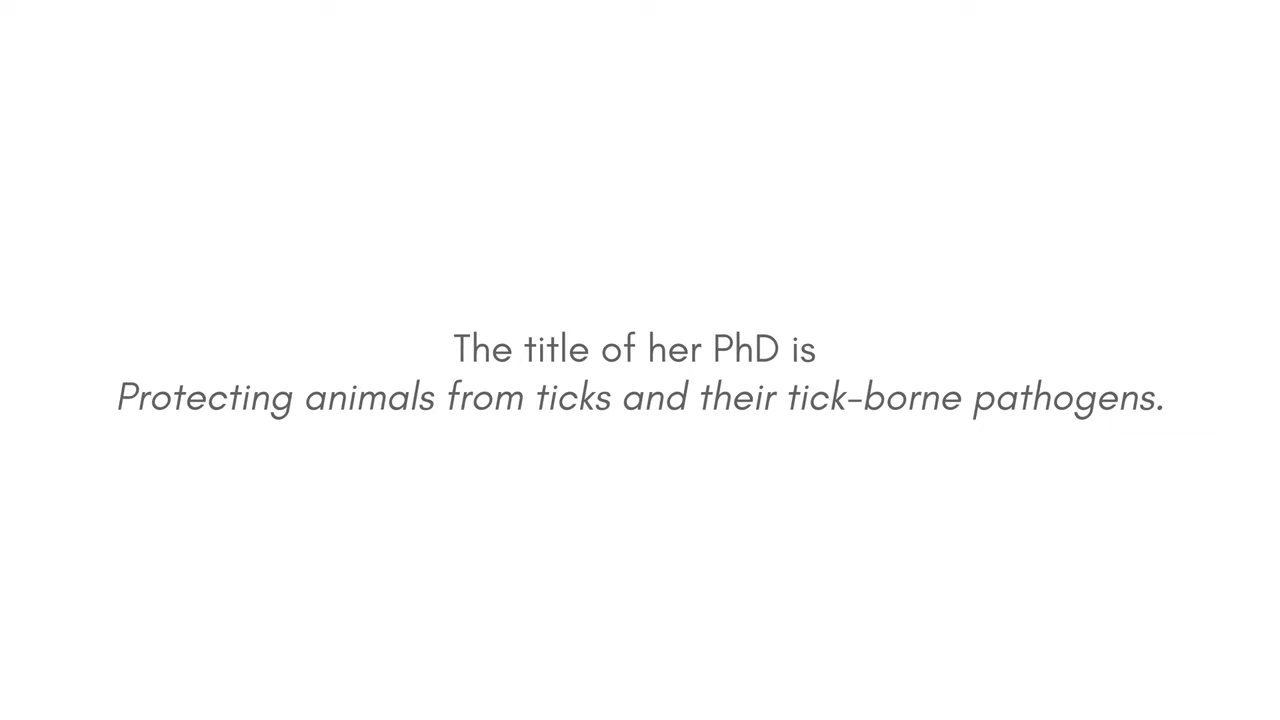 The title of her PhD is
Protecting animals from ticks and their tick-borne pathogens.